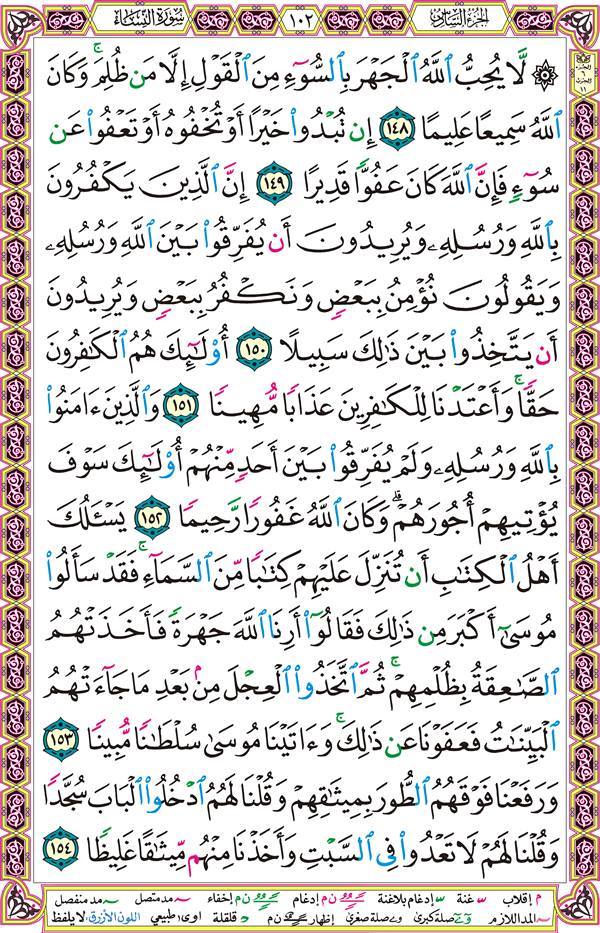 سورة النساء ١٠٢ الجزء السادس
۞ لَّا يُحِبُّ ٱللَّهُ ٱلْجَهْرَ بِٱلسُّوٓءِ مِنَ ٱلْقَوْلِ إِلَّا مَن ظُلِمَ ۚ وَكَانَ
ٱللَّهُ سَمِيعًا عَلِيمًا ١٤٨ إِن تُبْدُوا۟ خَيْرًا أَوْ تُخْفُوهُ أَوْ تَعْفُوا۟ عَن
سُوٓءٍ فَإِنَّ ٱللَّهَ كَانَ عَفُوًّا قَدِيرًا ١٤٩ إِنَّ ٱلَّذِينَ يَكْفُرُونَ
بِٱللَّهِ وَرُسُلِهِۦ وَيُرِيدُونَ أَن يُفَرِّقُوا۟ بَيْنَ ٱللَّهِ وَرُسُلِهِۦ
وَيَقُولُونَ نُؤْمِنُ بِبَعْضٍ وَنَكْفُرُ بِبَعْضٍ وَيُرِيدُونَ
أَن يَتَّخِذُوا۟ بَيْنَ ذَٰلِكَ سَبِيلًا ١٥٠ أُو۟لَـٰٓئِكَ هُمُ ٱلْكَـٰفِرُونَ
حَقًّا ۚ وَأَعْتَدْنَا لِلْكَـٰفِرِينَ عَذَابًا مُّهِينًا ١٥١ وَٱلَّذِينَ ءَامَنُوا۟
بِٱللَّهِ وَرُسُلِهِۦ وَلَمْ يُفَرِّقُوا۟ بَيْنَ أَحَدٍ مِّنْهُمْ أُو۟لَـٰٓئِكَ سَوْفَ
يُؤْتِيهِمْ أُجُورَهُمْ ۗ وَكَانَ ٱللَّهُ غَفُورًا رَّحِيمًا ١٥٢ يَسْـَٔلُكَ
أَهْلُ ٱلْكِتَـٰبِ أَن تُنَزِّلَ عَلَيْهِمْ كِتَـٰبًا مِّنَ ٱلسَّمَآءِ ۚ فَقَدْ سَأَلُوا۟
مُوسَىٰٓ أَكْبَرَ مِن ذَٰلِكَ فَقَالُوٓا۟ أَرِنَا ٱللَّهَ جَهْرَةً فَأَخَذَتْهُمُ
ٱلصَّـٰعِقَةُ بِظُلْمِهِمْ ۚ ثُمَّ ٱتَّخَذُوا۟ ٱلْعِجْلَ مِنۢ بَعْدِ مَا جَآءَتْهُمُ
ٱلْبَيِّنَـٰتُ فَعَفَوْنَا عَن ذَٰلِكَ ۚ وَءَاتَيْنَا مُوسَىٰ سُلْطَـٰنًا مُّبِينًا ١٥٣
وَرَفَعْنَا فَوْقَهُمُ ٱلطُّورَ بِمِيثَـٰقِهِمْ وَقُلْنَا لَهُمُ ٱدْخُلُوا۟ ٱلْبَابَ سُجَّدًا
وَقُلْنَا لَهُمْ لَا تَعْدُوا۟ فِى ٱلسَّبْتِ وَأَخَذْنَا مِنْهُم مِّيثَـٰقًا غَلِيظًا ١٥٤
م إقلاب غنة إدغام بلاغنة ن م إدغام ن م إخفاء مد متصل مد منفصل
المد اللازم صلة كبرى صلة صغرى إظهار ن م قلقلة اوى طبيعي اللون الأزرق: لا يلفظ